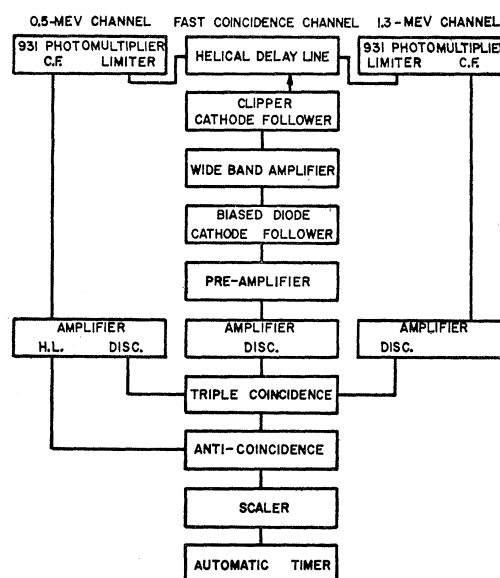 0.5-MEV CHANNEL
FAST COINCIDENCE CHANNEL
1.3-MEV CHANNEL
931 PHOTOMULTIPLIER
C.F. LIMITER
HELICAL DELAY LINE
931 PHOTOMULTIPLIER
LIMITER C.F.
CLIPPER
CATHODE FOLLOWER
WIDE BAND AMPLIFIER
BIASED DIODE
CATHODE FOLLOWER
PRE-AMPLIFIER
AMPLIFIER
H.L. DISC.
AMPLIFIER
DISC.
AMPLIFIER
DISC.
TRIPLE COINCIDENCE
ANTI-COINCIDENCE
SCALER
AUTOMATIC TIMER